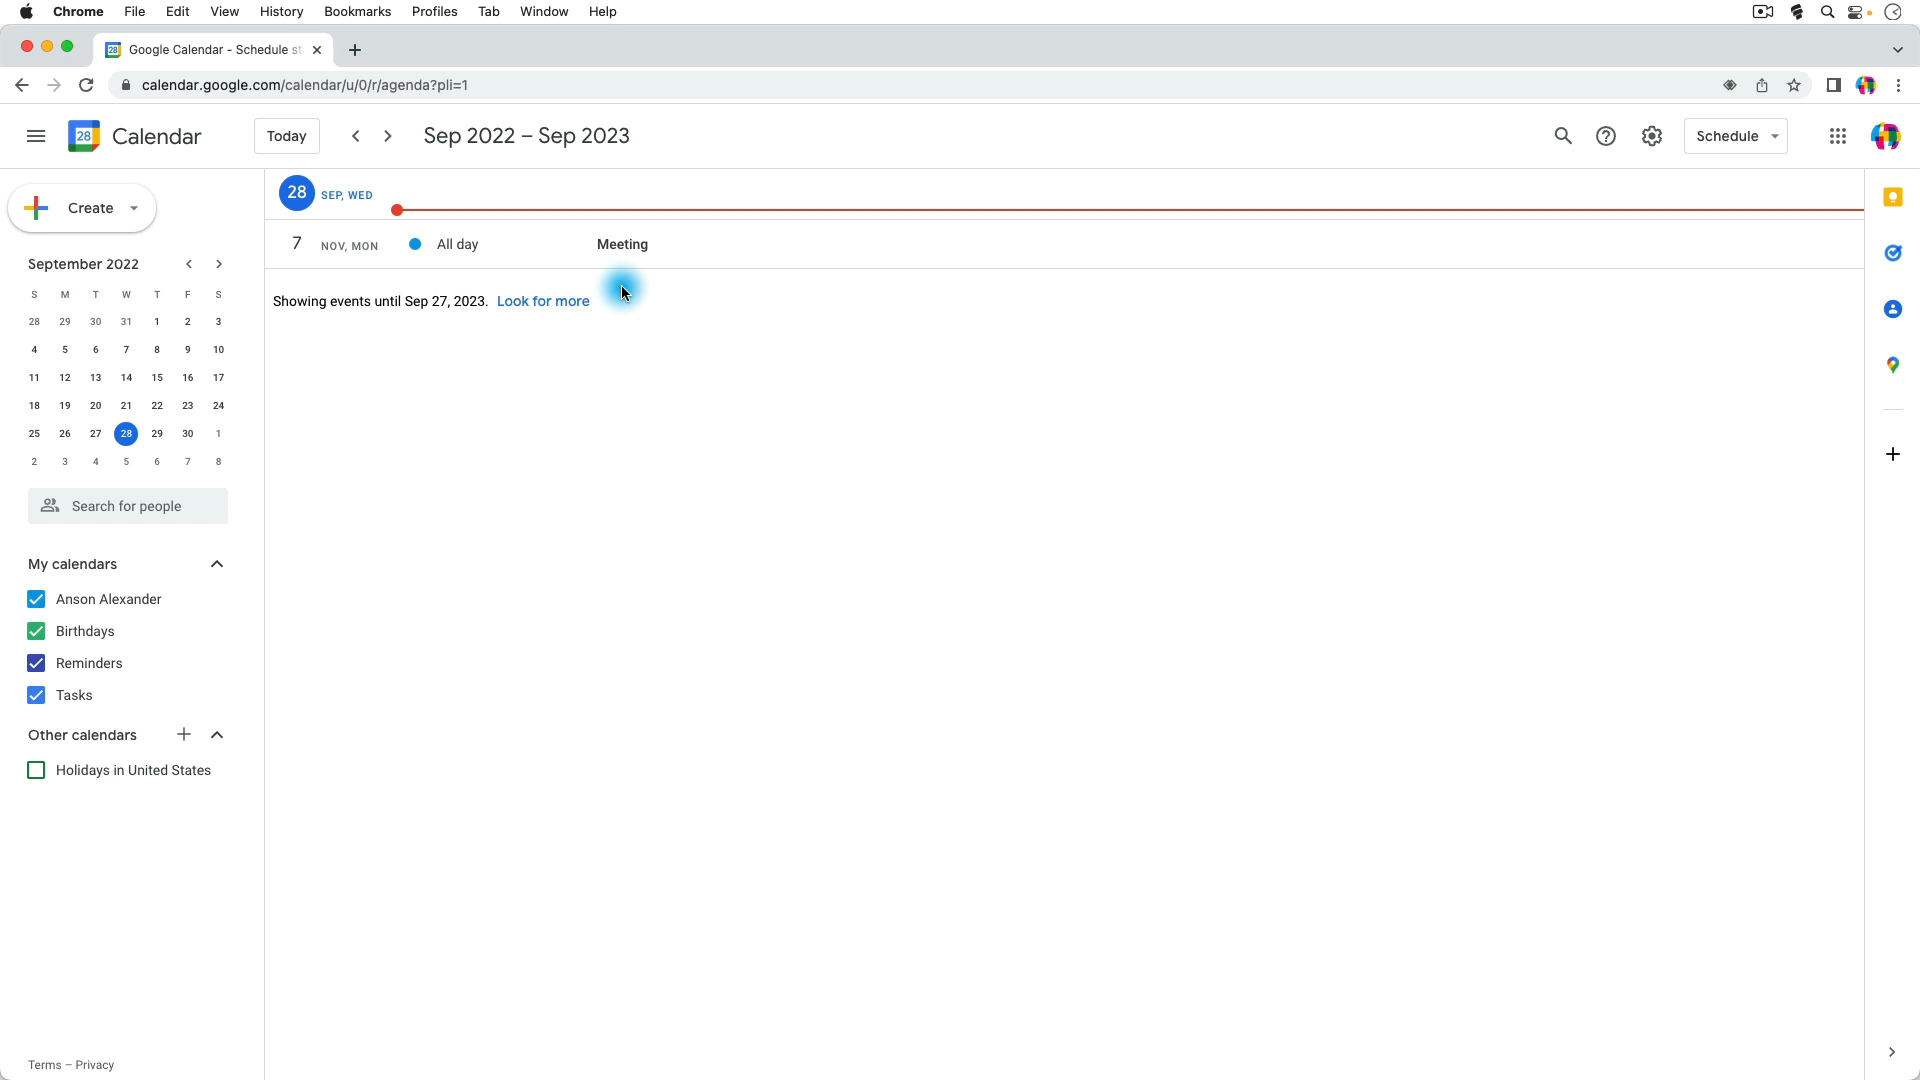 Chrome File Edit View History Bookmarks Profiles Tab Window Help
28 Google Calendar - Schedule st
calendar.google.com/calendar/u/0/r/agenda?pli=1
28 Calendar Today Sep 2022 – Sep 2023 Schedule
Create
28 SEP, WED
7 NOV, MON All day Meeting
Showing events until Sep 27, 2023. Look for more
September 2022
S M T W T F S
28 29 30 31 1 2 3
4 5 6 7 8 9 10
11 12 13 14 15 16 17
18 19 20 21 22 23 24
25 26 27 28 29 30 1
2 3 4 5 6 7 8
Search for people
My calendars
Anson Alexander
Birthdays
Reminders
Tasks
Other calendars
Holidays in United States
Terms – Privacy